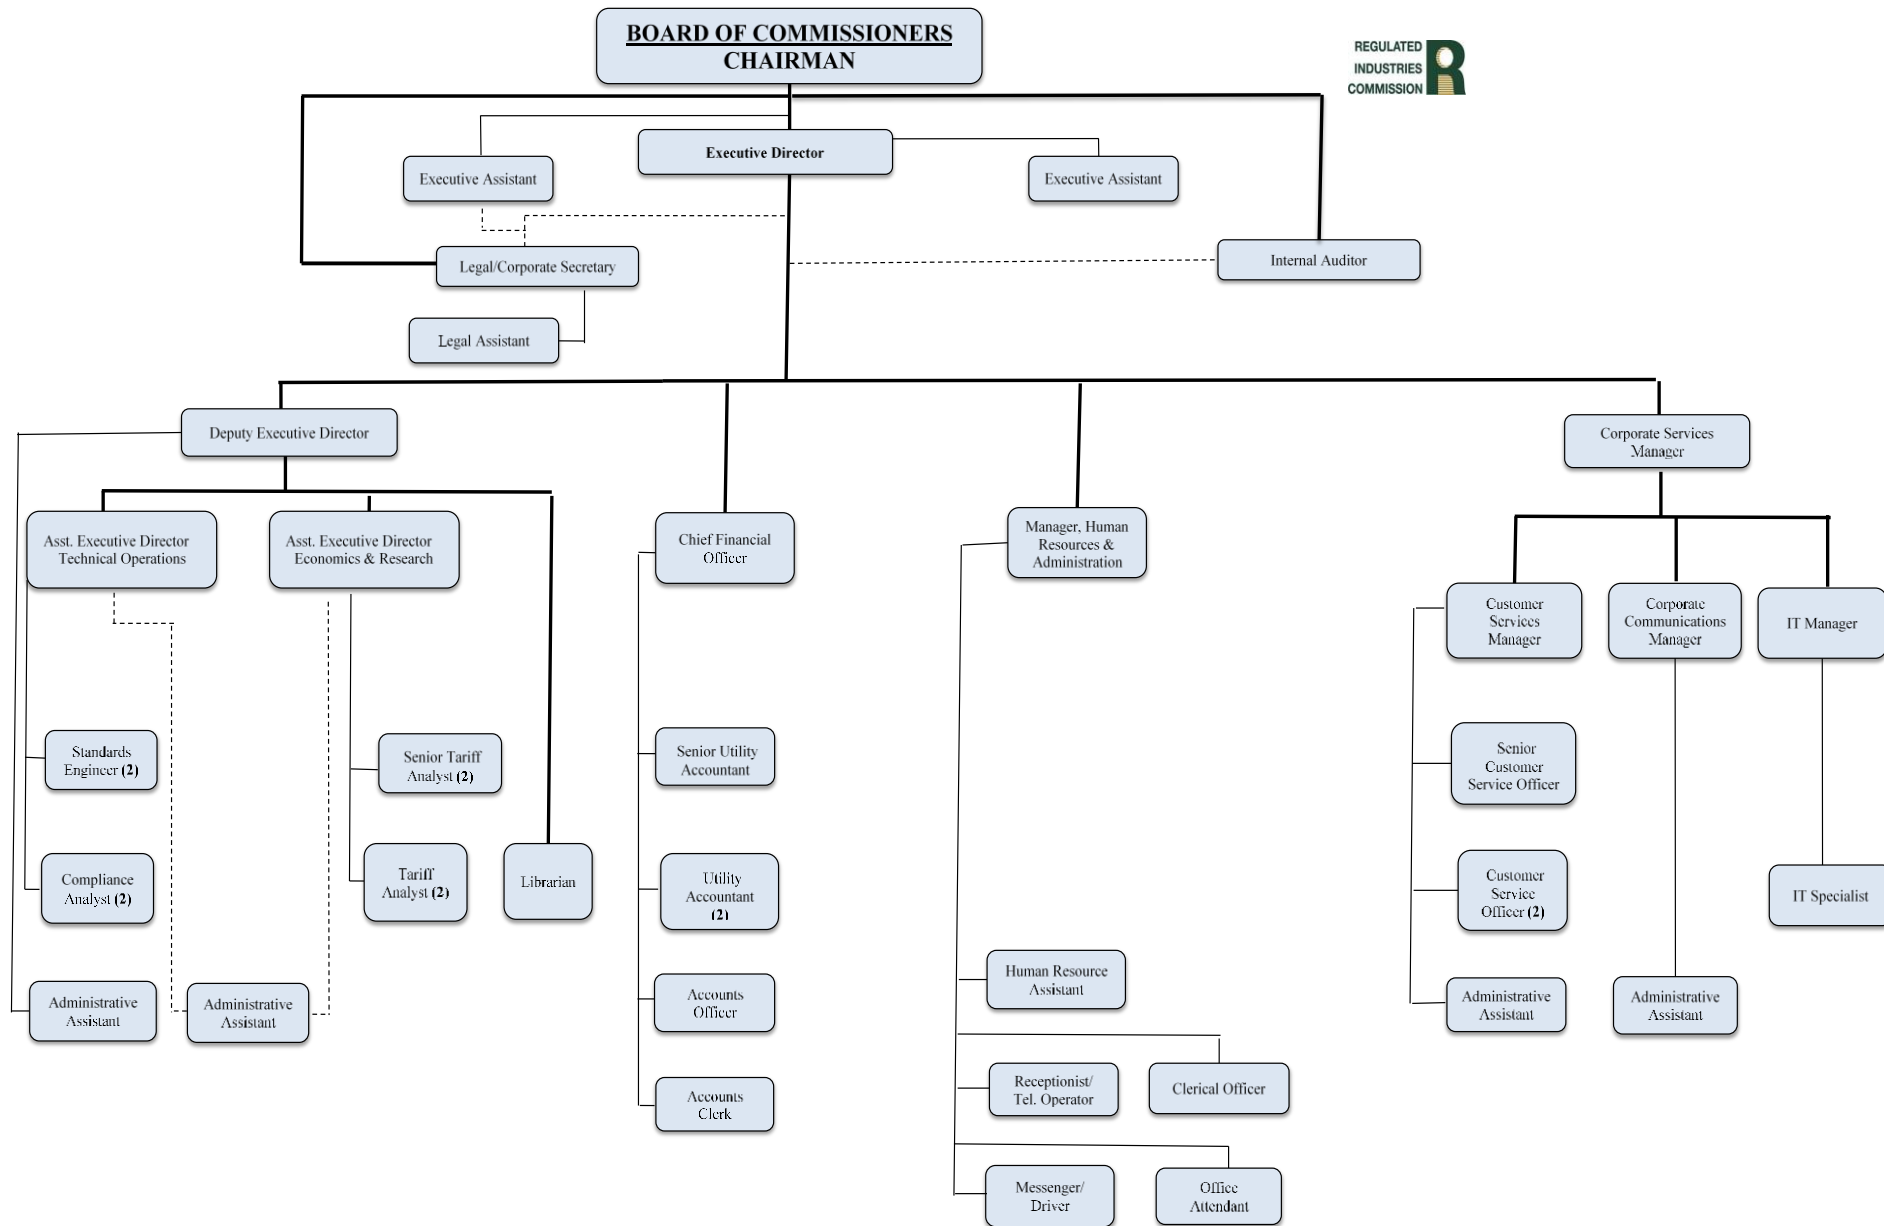 BOARD OF COMMISSIONERS
CHAIRMAN
REGULATED
INDUSTRIES
COMMISSION
R
Executive Director
Executive Assistant
Executive Assistant
Legal/Corporate Secretary
Internal Auditor
Legal Assistant
Deputy Executive Director
Corporate Services
Manager
Asst. Executive Director
Technical Operations
Asst. Executive Director
Economics & Research
Chief Financial
Officer
Manager, Human
Resources &
Administration
Customer
Services
Manager
Corporate
Communications
Manager
IT Manager
Standards
Engineer (2)
Senior Tariff
Analyst (2)
Senior Utility
Accountant
Senior
Customer
Service Officer
Compliance
Analyst (2)
Tariff
Analyst (2)
Librarian
Utility
Accountant
(2)
Customer
Service
Officer (2)
IT Specialist
Administrative
Assistant
Administrative
Assistant
Accounts
Officer
Human Resource
Assistant
Administrative
Assistant
Administrative
Assistant
Accounts
Clerk
Receptionist/
Tel. Operator
Clerical Officer
Messenger/
Driver
Office
Attendant